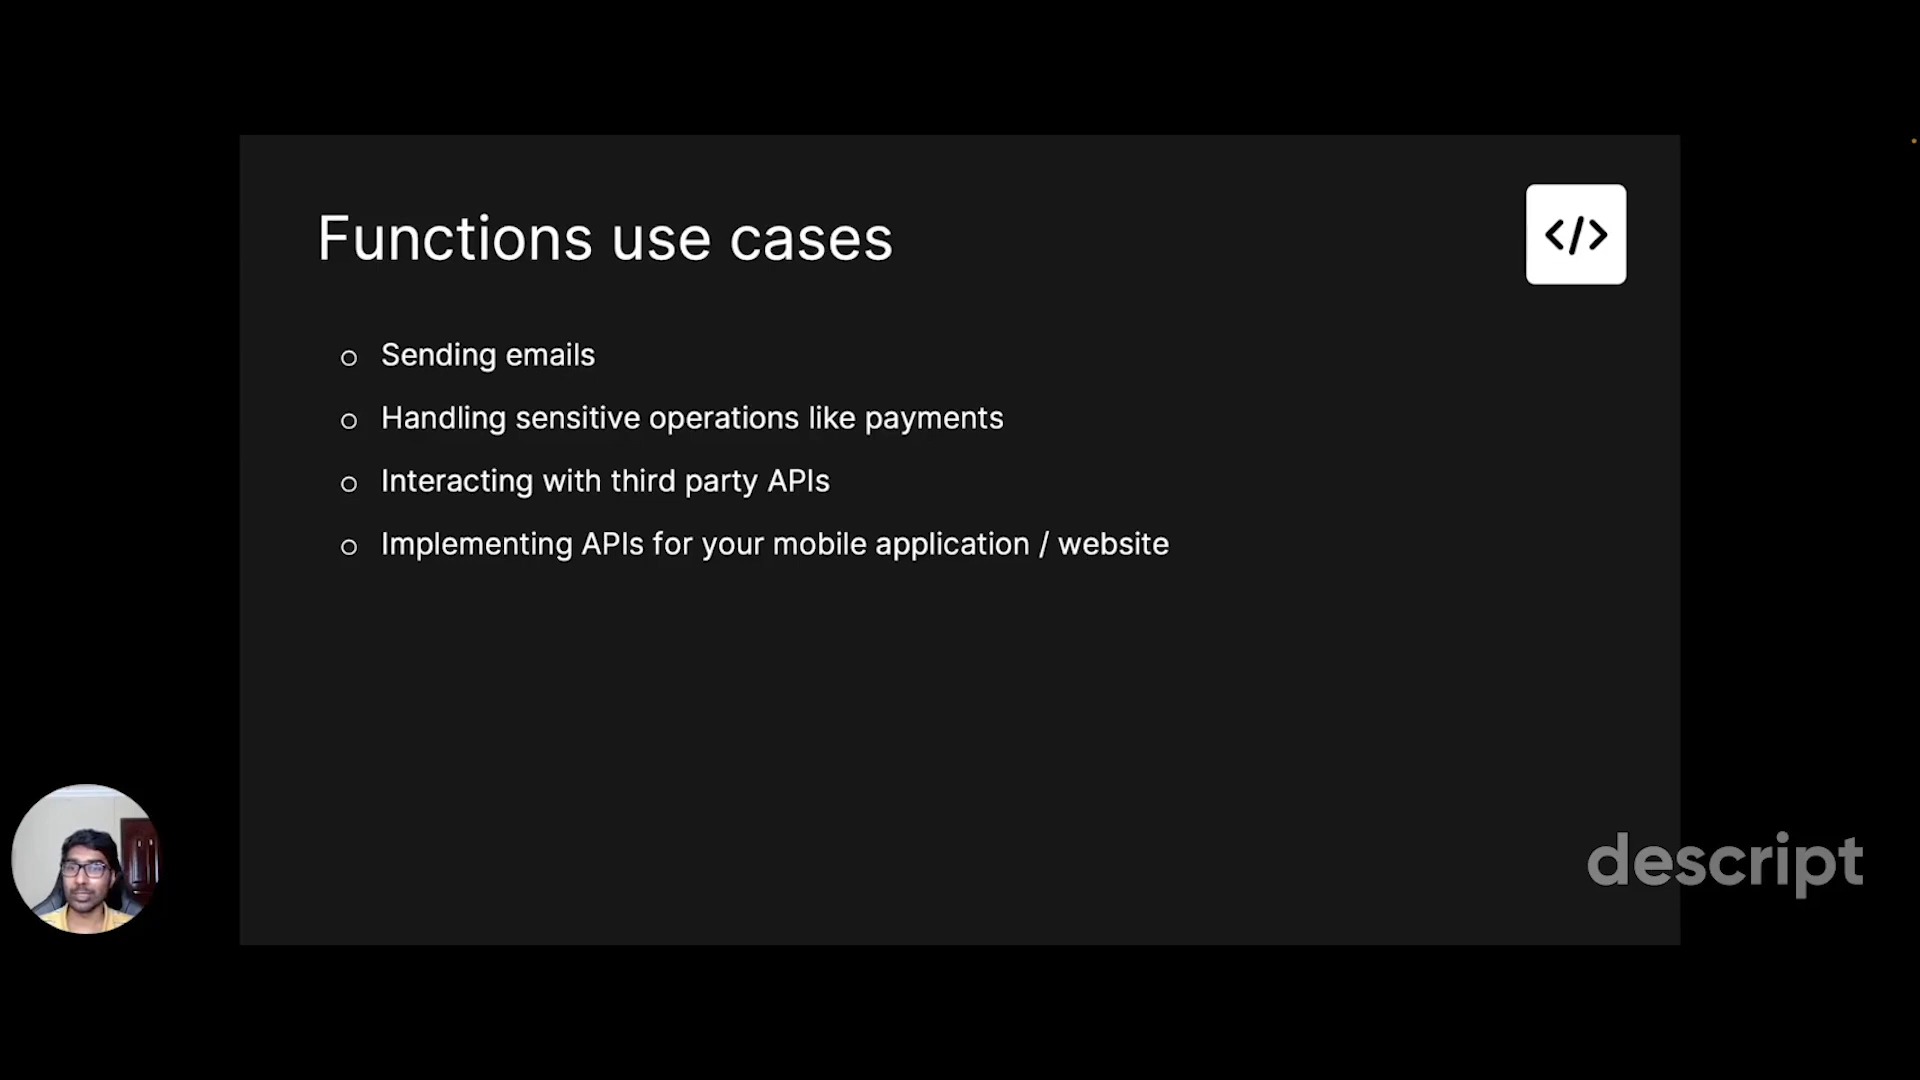 Functions use cases
</>
Sending emails
Handling sensitive operations like payments
Interacting with third party APIs
Implementing APIs for your mobile application / website
descript